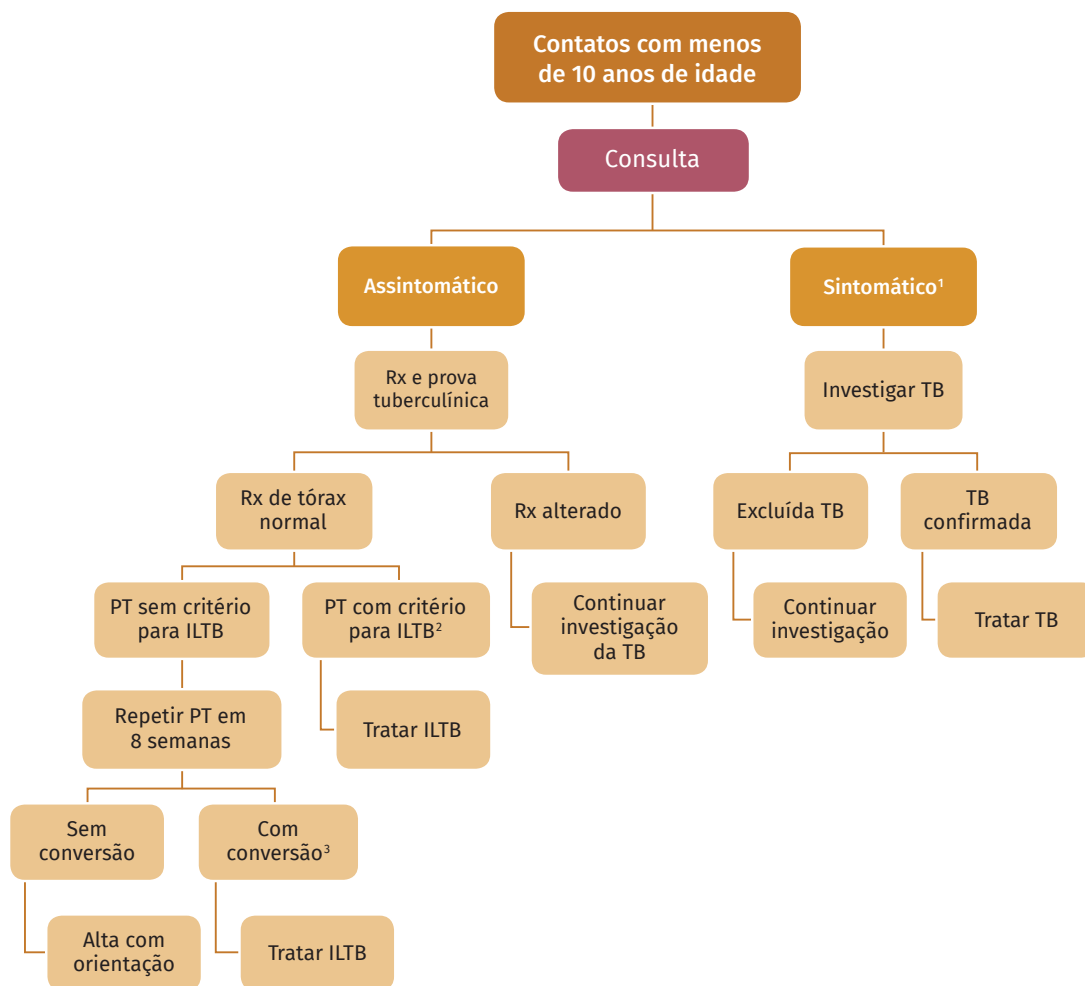 Contatos com menos
de 10 anos de idade
Consulta
Assintomático
Sintomático¹
Rx e prova
tuberculínica
Investigar TB
Rx de tórax
normal
Rx alterado
Excluída TB
TB
confirmada
PT sem critério
para ILTB
PT com critério
para ILTB²
Continuar
investigação
da TB
Continuar
investigação
Tratar TB
Repetir PT em
8 semanas
Tratar ILTB
Sem
conversão
Com
conversão³
Alta com
orientação
Tratar ILTB